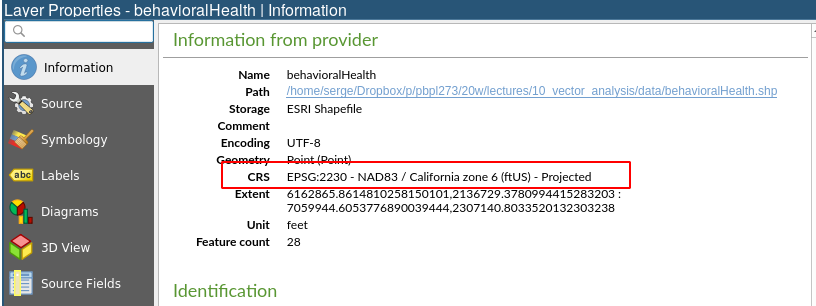 Layer Properties - behavioralHealth | Information
Information from provider
Information
Source
Symbology
Labels
Diagrams
3D View
Source Fields
Name behavioralHealth
Path /home/serge/Dropbox/p/pbpl273/20w/lectures/10_vector_analysis/data/behavioralHealth.shp
Storage ESRI Shapefile
Comment
Encoding UTF-8
Geometry Point (Point)
CRS EPSG:2230 - NAD83 / California zone 6 (ftUS) - Projected
Extent 6162865.8614810258150101,2136729.3780994415283203 :
7059944.6053776890039444,2307140.8033520132303238
Unit feet
Feature count 28
Identification
abc